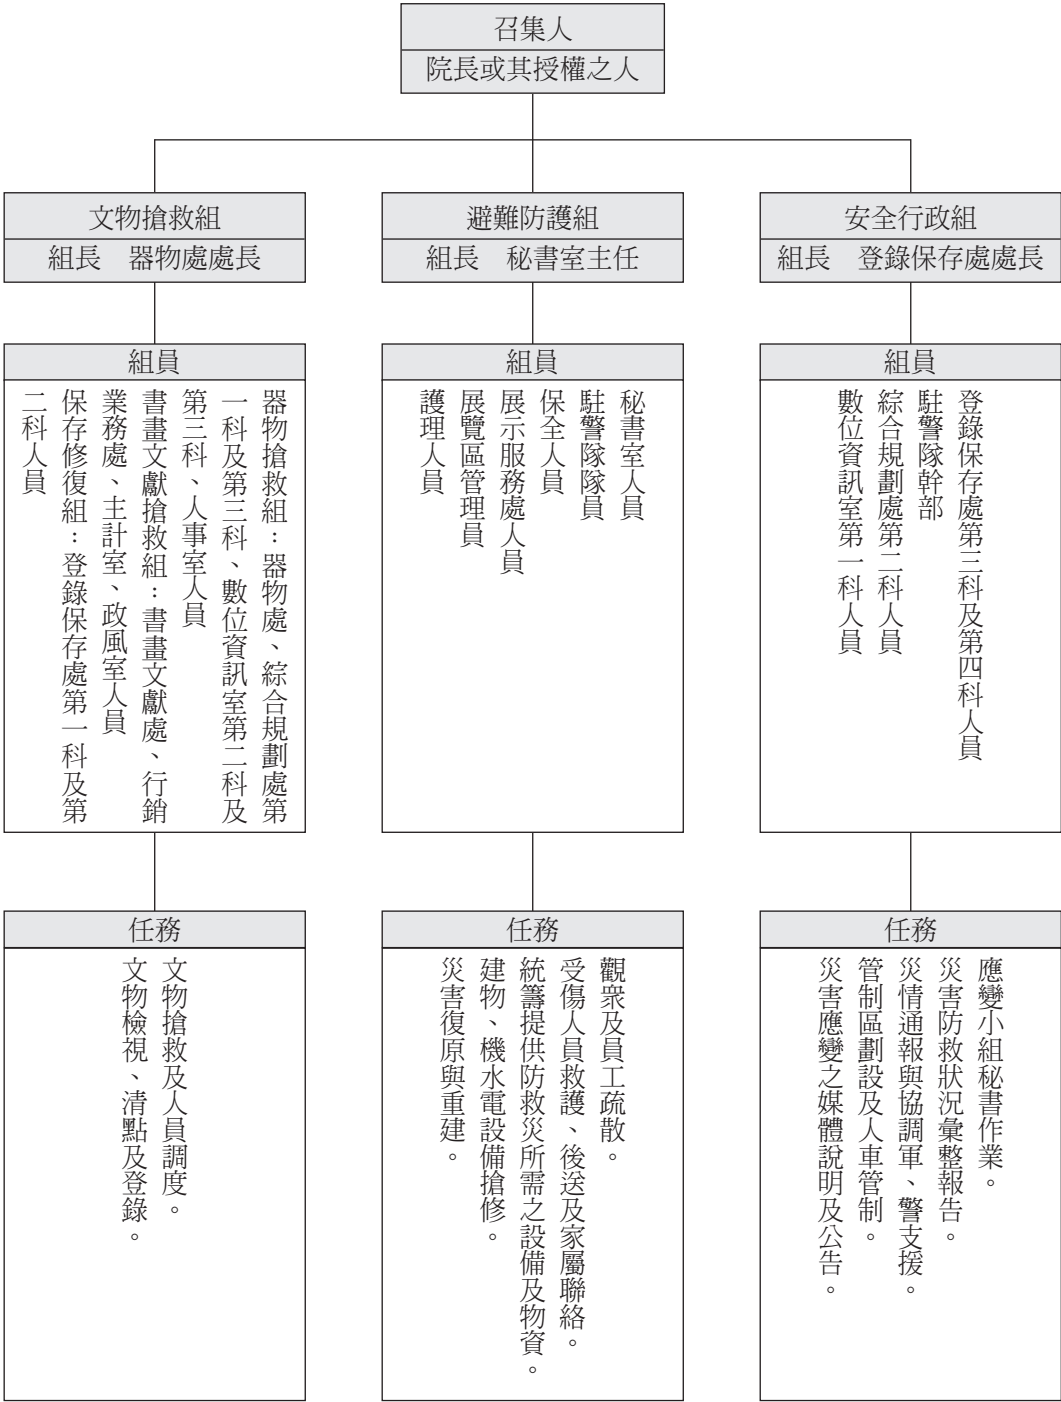 召集人
院長或其授權之人
文物搶救組
組長　器物處處長
避難防護組
組長　秘書室主任
安全行政組
組長　登錄保存處處長
組員
器物搶救組：器物處、綜合規劃處第
一科及第三科、數位資訊室第二科及
第三科、人事室人員
書畫文獻搶救組：書畫文獻處、行銷
業務處、主計室、政風室人員
保存修復組：登錄保存處第一科及第
二科人員
組員
秘書室人員
駐警隊隊員
保全人員
展示服務處人員
展覽區管理員
護理人員
組員
登錄保存處第三科及第四科人員
駐警隊幹部
綜合規劃處第二科人員
數位資訊室第一科人員
任務
文物搶救及人員調度。
文物檢視、清點及登錄。
任務
觀眾及員工疏散。
受傷人員救護、後送及家屬聯絡。
統籌提供防救災所需之設備及物資。
建物、機水電設備搶修。
災害復原與重建。
任務
應變小組秘書作業。
災害防救狀況彙整報告。
災情通報與協調軍、警支援。
管制區劃設及人車管制。
災害應變之媒體說明及公告。